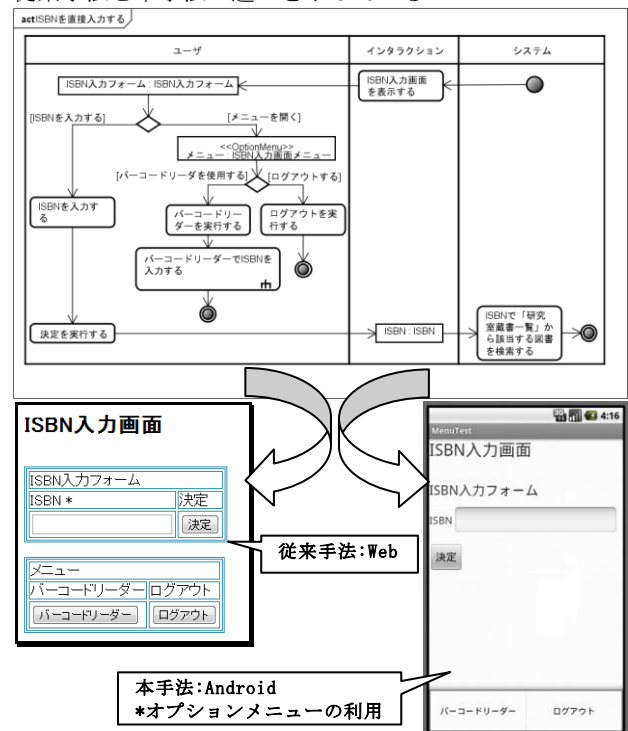 act ISBNを直接入力する
ユーザ
インタラクション
システム
ISBN入力フォーム : ISBN入力フォーム
ISBN入力画面
を表示する
[ISBNを入力する]
[メニューを開く]
<<OptionMenu>>
メニュー : ISBN入力画面メニュー
[バーコードリーダを使用する]
[ログアウトする]
ISBNを入力す
る
バーコードリー
ダーを実行する
ログアウトを実
行する
バーコードリーダーでISBNを
入力する
決定を実行する
ISBN : ISBN
ISBNで「研究
室蔵書一覧」か
ら該当する図書
を検索する
ISBN入力画面
ISBN入力フォーム
ISBN * 決定
決定
メニュー
バーコードリーダー ログアウト
バーコードリーダー ログアウト
従来手法:Web
4:16
MenuTest
ISBN入力画面
ISBN入力フォーム
ISBN
決定
バーコードリーダー ログアウト
本手法:Android
*オプションメニューの利用